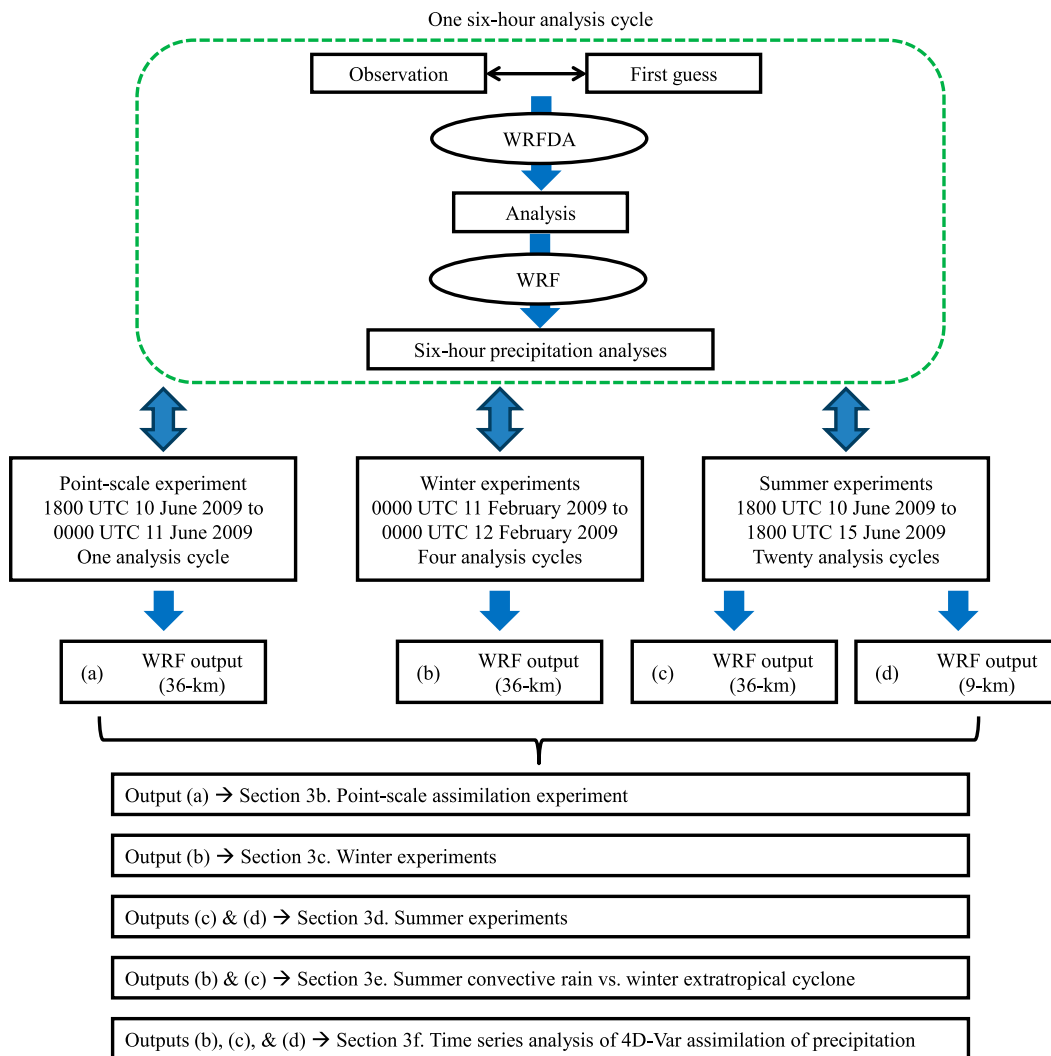 One six-hour analysis cycle
Observation
First guess
WRFDA
Analysis
WRF
Six-hour precipitation analyses
Point-scale experiment
1800 UTC 10 June 2009 to
0000 UTC 11 June 2009
One analysis cycle
Winter experiments
0000 UTC 11 February 2009 to
0000 UTC 12 February 2009
Four analysis cycles
Summer experiments
1800 UTC 10 June 2009 to
1800 UTC 15 June 2009
Twenty analysis cycles
(a) WRF output
(36-km)
(b) WRF output
(36-km)
(c) WRF output
(36-km)
(d) WRF output
(9-km)
Output (a) → Section 3b. Point-scale assimilation experiment
Output (b) → Section 3c. Winter experiments
Outputs (c) & (d) → Section 3d. Summer experiments
Outputs (b) & (c) → Section 3e. Summer convective rain vs. winter extratropical cyclone
Outputs (b), (c), & (d) → Section 3f. Time series analysis of 4D-Var assimilation of precipitation